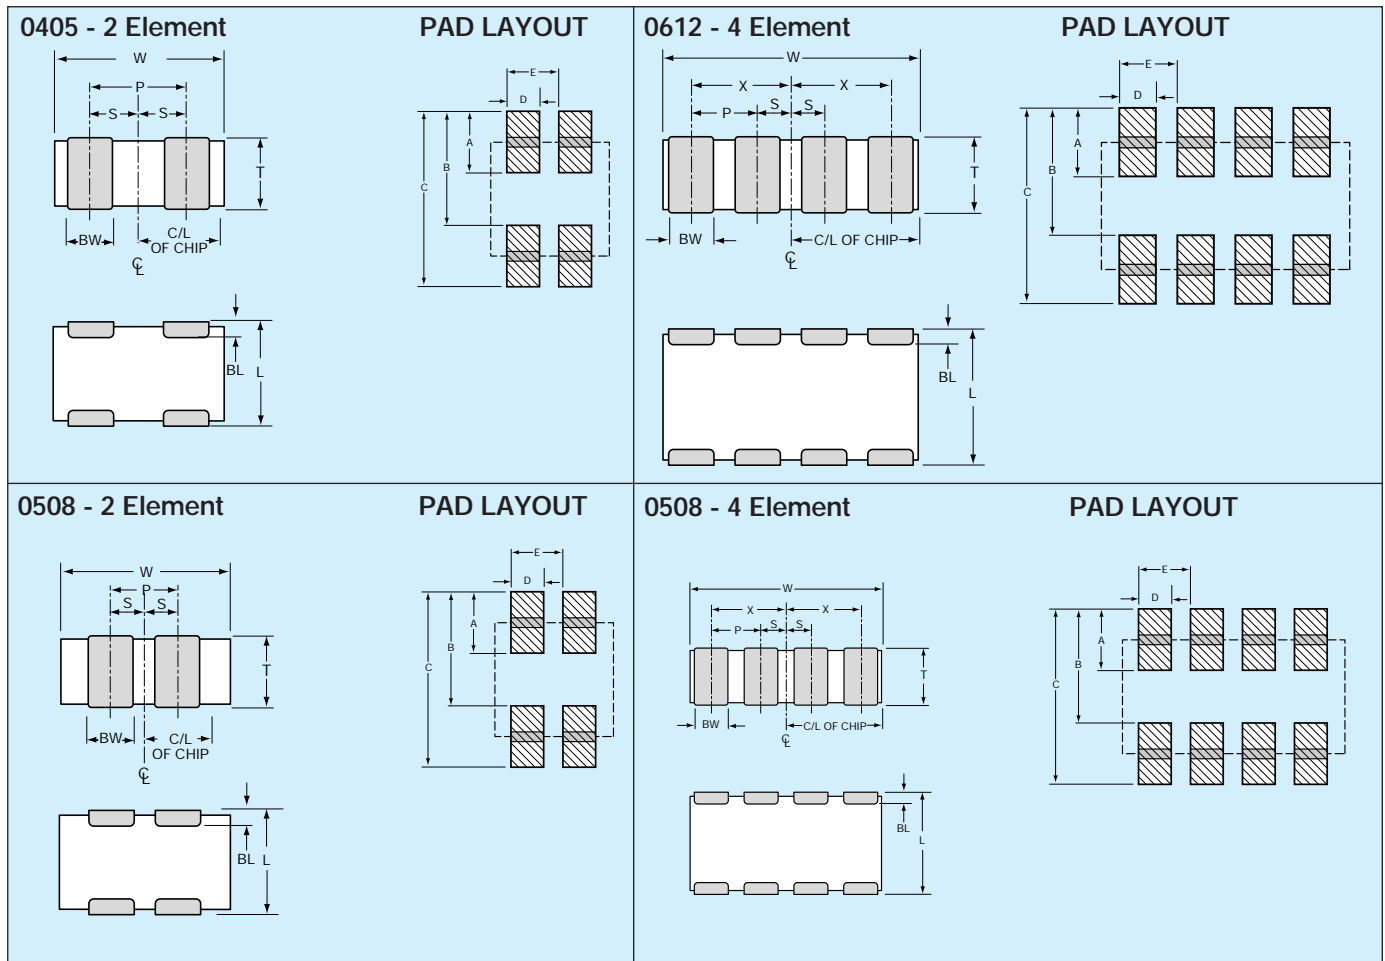 0405 - 2 Element
PAD LAYOUT
W
P
S
S
T
BW
C/L
OF CHIP
℄
BL
L
E
D
A
B
C
0612 - 4 Element
PAD LAYOUT
W
X
X
P
S
S
T
BW
C/L OF CHIP
℄
BL
L
E
D
A
B
C
0508 - 2 Element
PAD LAYOUT
W
P
S
S
T
BW
C/L
OF CHIP
℄
BL
L
E
D
A
B
C
0508 - 4 Element
PAD LAYOUT
W
X
X
P
S
S
T
BW
C/L OF CHIP
℄
BL
L
E
D
A
B
C